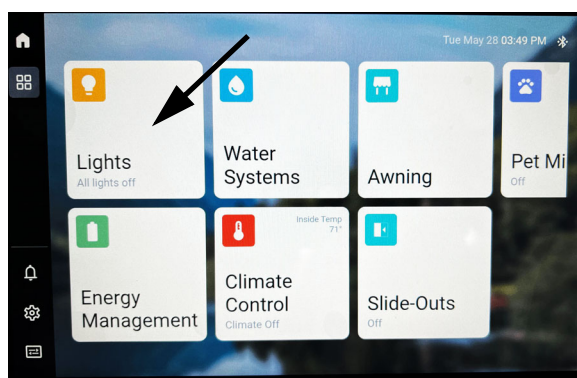 Tue May 28 03:49 PM
Lights
All lights off
Water
Systems
Awning
Pet Mi
Off
Energy
Management
Inside Temp
71°
Climate
Control
Climate Off
Slide-Outs
Off